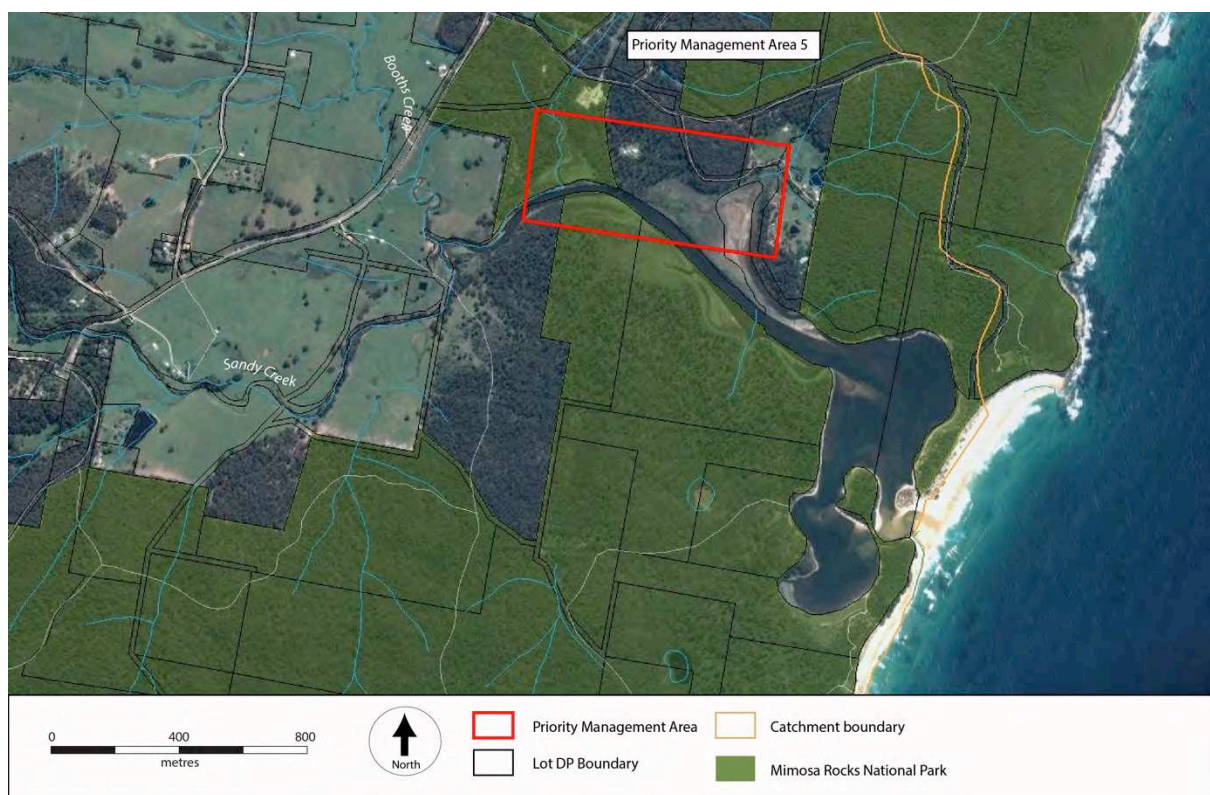 Priority Management Area 5
Booths Creek
Sandy Creek
0 400 800
metres
North
Priority Management Area
Lot DP Boundary
Catchment boundary
Mimosa Rocks National Park